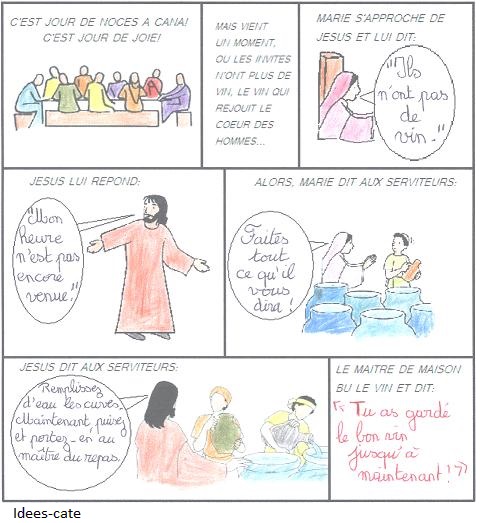 C'EST JOUR DE NOCES A CANA!
C'EST JOUR DE JOIE!
MAIS VIENT
UN MOMENT,
OU LES INVITES
N'ONT PLUS DE
VIN, LE VIN QUI
REJOUIT LE
COEUR DES
HOMMES...
MARIE S'APPROCHE DE
JESUS ET LUI DIT:
"Ils
n'ont pas
de
vin."
JESUS LUI REPOND:
"Mon
heure
n'est pas
encore
venue."
ALORS, MARIE DIT AUX SERVITEURS:
Faites
tout
ce qu'il
vous
dira!
JESUS DIT AUX SERVITEURS:
Remplissez
d'eau les cuves.
Maintenant, puisez
et portez-en au
maître du repas.
LE MAITRE DE MAISON
BU LE VIN ET DIT:
"Tu as gardé
le bon vin
jusqu'à
maintenant!"
Idees-cate